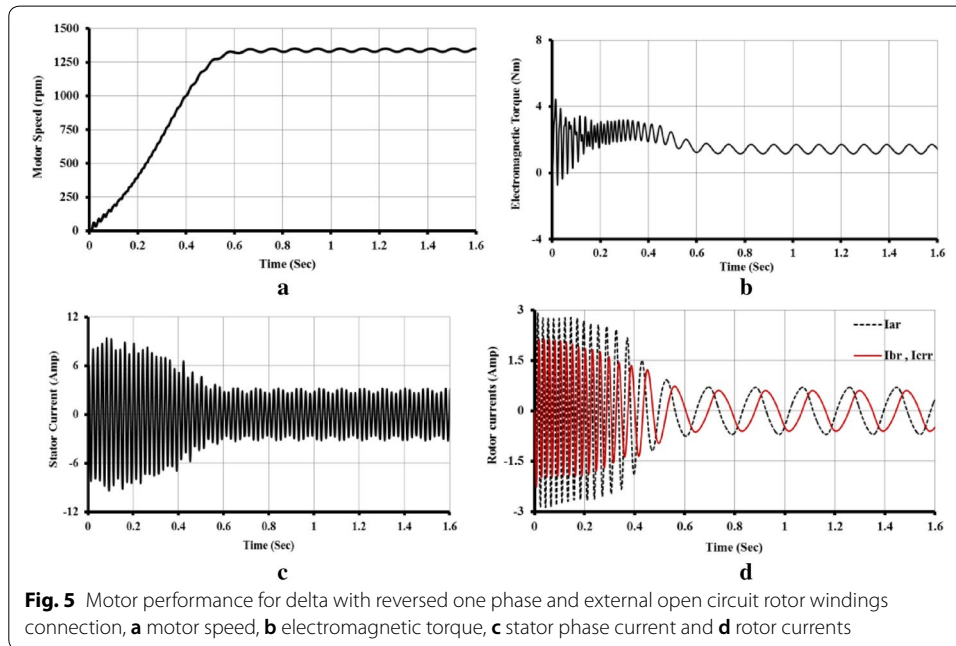 1500
1250
1000
750
500
250
0
Motor Speed (rpm)
0 0.2 0.4 0.6 0.8 1 1.2 1.4 1.6
Time (Sec)
a
8
4
0
-4
Electromagnetic Torque (Nm)
0 0.2 0.4 0.6 0.8 1 1.2 1.4 1.6
Time (Sec)
b
12
6
0
-6
-12
Stator Current (Amp)
0 0.2 0.4 0.6 0.8 1 1.2 1.4 1.6
Time (Sec)
c
3
1.5
0
-1.5
-3
Rotor currents (Amp)
Iar
Ibr , Icrr
0 0.2 0.4 0.6 0.8 1 1.2 1.4 1.6
Time (Sec)
d
Fig. 5 Motor performance for delta with reversed one phase and external open circuit rotor windings
connection, a motor speed, b electromagnetic torque, c stator phase current and d rotor currents